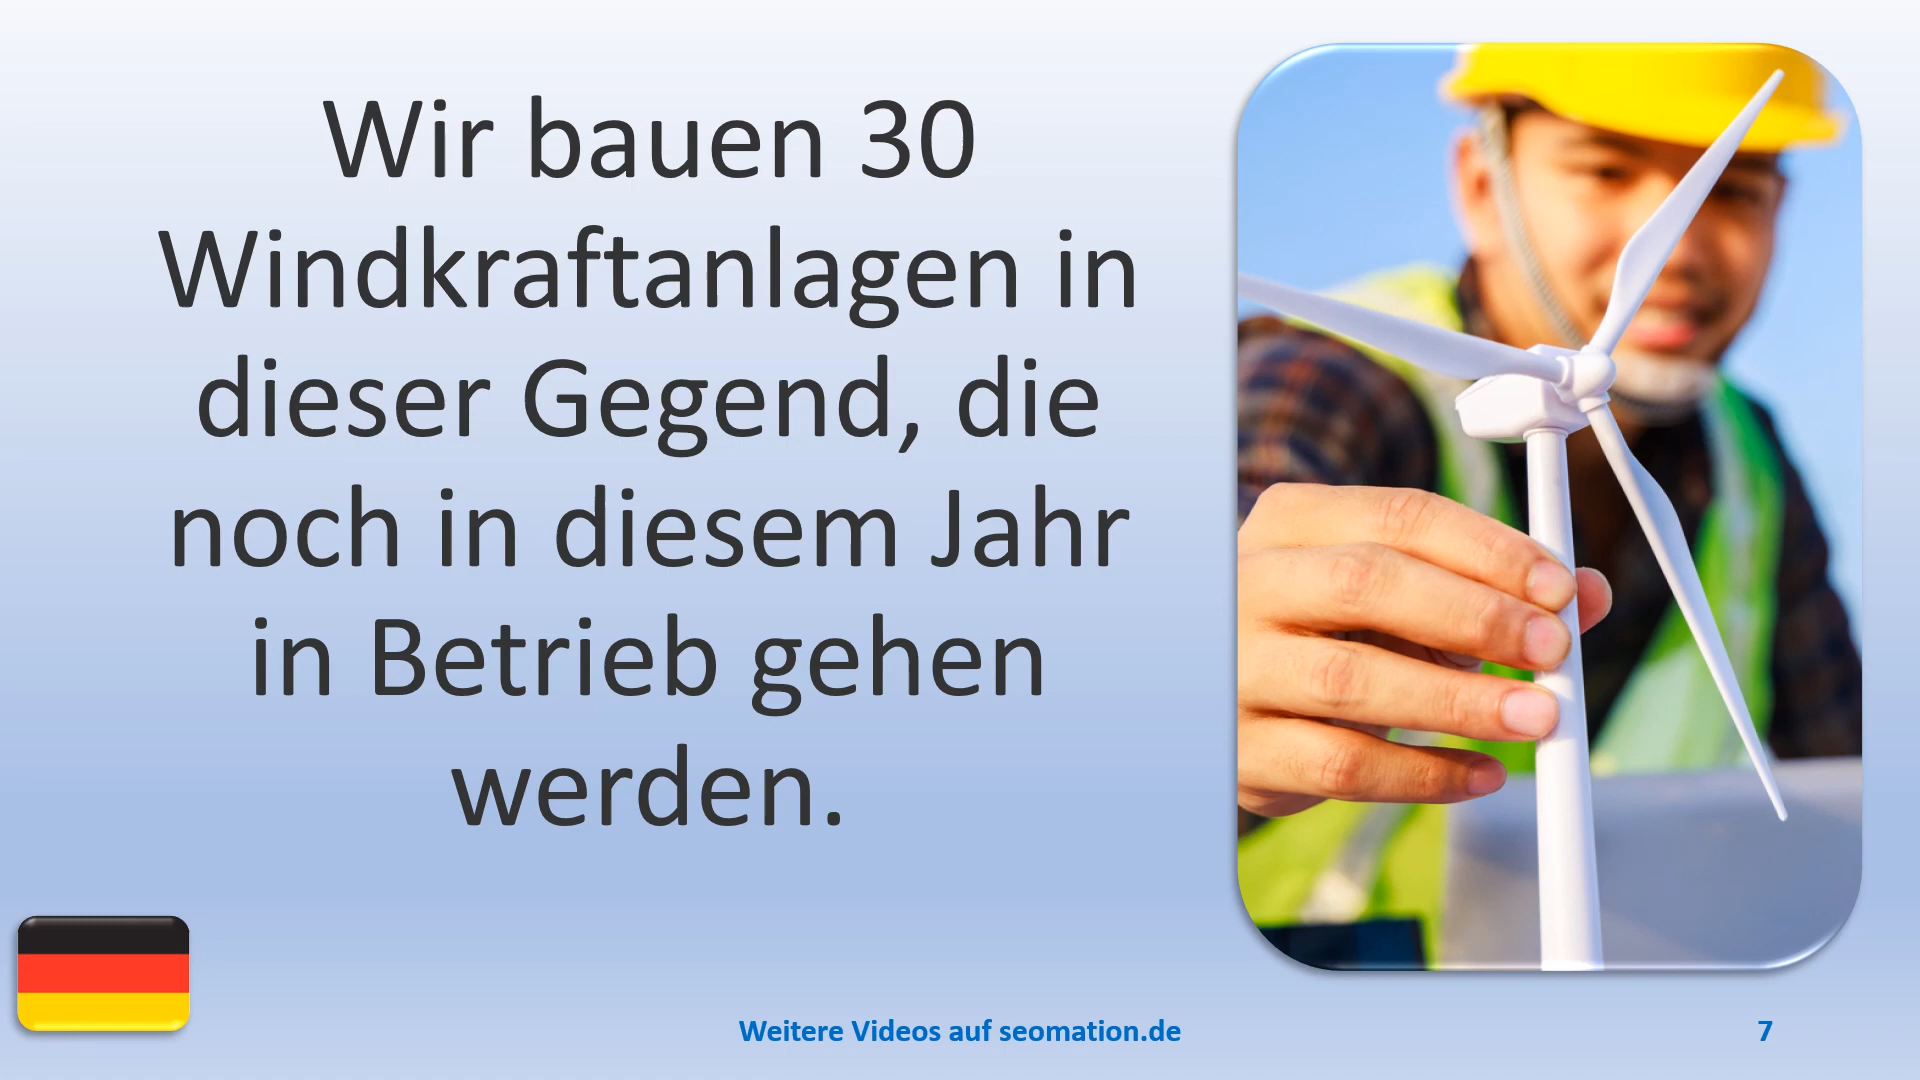 Wir bauen 30
Windkraftanlagen in
dieser Gegend, die
noch in diesem Jahr
in Betrieb gehen
werden.
Weitere Videos auf seomation.de
7